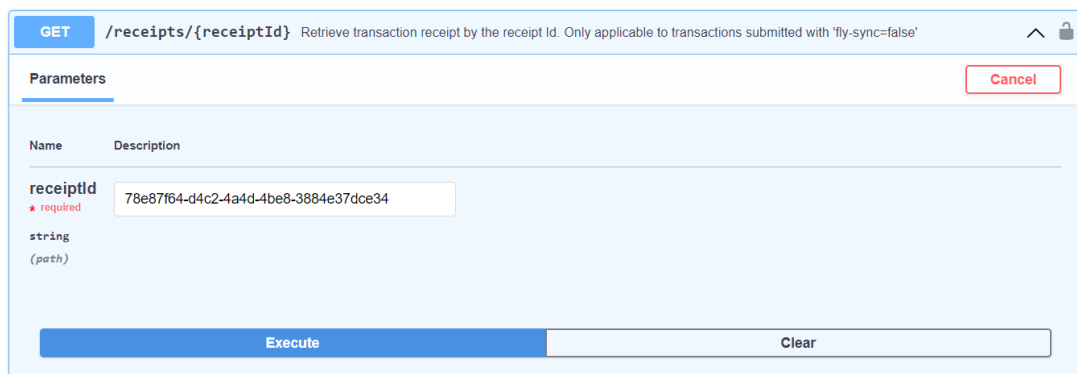 GET /receipts/{receiptId} Retrieve transaction receipt by the receipt Id. Only applicable to transactions submitted with 'fly-sync=false'
Parameters Cancel
Name Description
receiptId 78e87f64-d4c2-4a4d-4be8-3884e37dce34
* required
string
(path)
Execute Clear